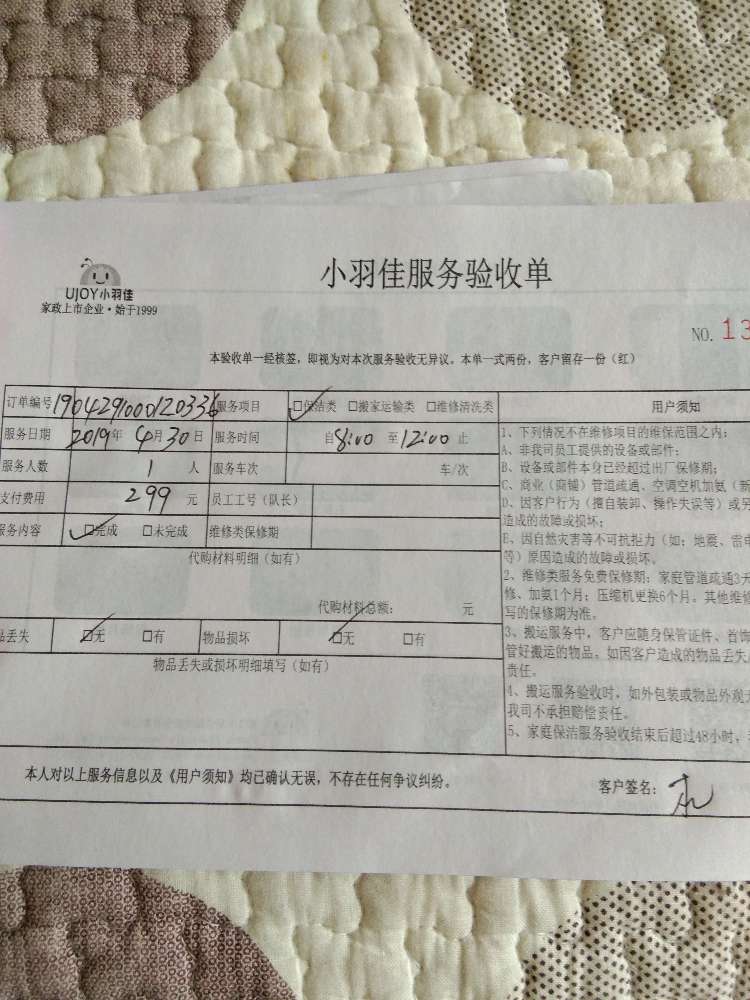 小羽佳服务验收单
UJOY小羽佳
家政上市企业·始于1999
NO. 13
本验收单一经核签，即视为对本次服务验收无异议。本单一式两份，客户留存一份（红）
订单编号 190429100012033 服务项目 ☑保洁类 □搬家运输类 □维修清洗类 用户须知
服务日期 2019年 4月30日 服务时间 自8:00 至12:00止
服务人数 1 人 服务车次 车/次
支付费用 299 元 员工工号（队长）
服务内容 ☑完成 □未完成 维修类保修期
代购材料明细（如有）
代购材料总额： 元
品丢失 ☑无 □有 物品损坏 ☑无 □有
物品丢失或损坏明细填写（如有）
1、下列情况不在维修项目的维保范围之内：
A、非我司员工提供的设备或部件；
B、设备或部件本身已经超过出厂保修期；
C、商业（商铺）管道疏通、空调空机加氨（新
D、因客户行为（擅自装卸、操作失误等）或另
造成的故障或损坏；
E、因自然灾害等不可抗拒力（如：地震、雷电
等）原因造成的故障或损坏。
2、维修类服务免费保修期：家庭管道疏通3天
修、加氨1个月；压缩机更换6个月。其他维修
写的保修期为准。
3、搬运服务中，客户应随身保管证件、首饰
管好搬运的物品。如因客户造成的物品丢失
责任。
4、搬运服务验收时，如外包装或物品外观
我司不承担赔偿责任。
5、家庭保洁服务验收结束后超过48小时，
本人对以上服务信息以及《用户须知》均已确认无误，不存在任何争议纠纷。
客户签名：